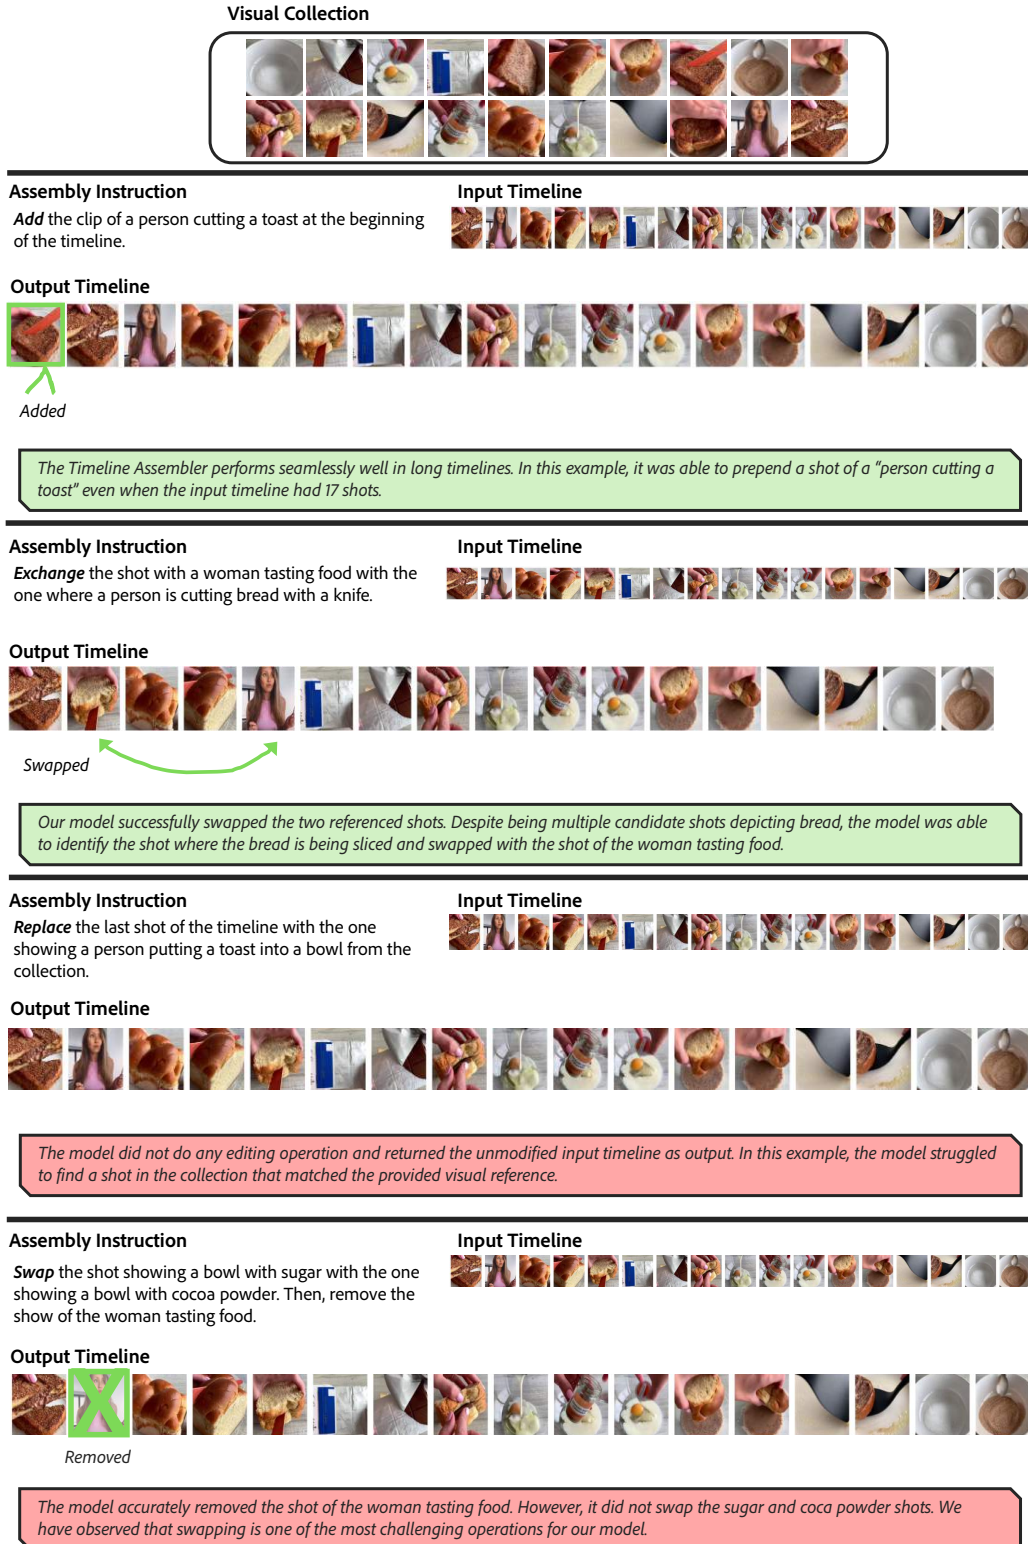 Visual Collection
Assembly Instruction
Add the clip of a person cutting a toast at the beginning
of the timeline.
Input Timeline
Output Timeline
Added
The Timeline Assembler performs seamlessly well in long timelines. In this example, it was able to prepend a shot of a "person cutting a
toast" even when the input timeline had 17 shots.
Assembly Instruction
Exchange the shot with a woman tasting food with the
one where a person is cutting bread with a knife.
Input Timeline
Output Timeline
Swapped
Our model successfully swapped the two referenced shots. Despite being multiple candidate shots depicting bread, the model was able
to identify the shot where the bread is being sliced and swapped with the shot of the woman tasting food.
Assembly Instruction
Replace the last shot of the timeline with the one
showing a person putting a toast into a bowl from the
collection.
Input Timeline
Output Timeline
The model did not do any editing operation and returned the unmodified input timeline as output. In this example, the model struggled
to find a shot in the collection that matched the provided visual reference.
Assembly Instruction
Swap the shot showing a bowl with sugar with the one
showing a bowl with cocoa powder. Then, remove the
show of the woman tasting food.
Input Timeline
Output Timeline
Removed
The model accurately removed the shot of the woman tasting food. However, it did not swap the sugar and coca powder shots. We
have observed that swapping is one of the most challenging operations for our model.